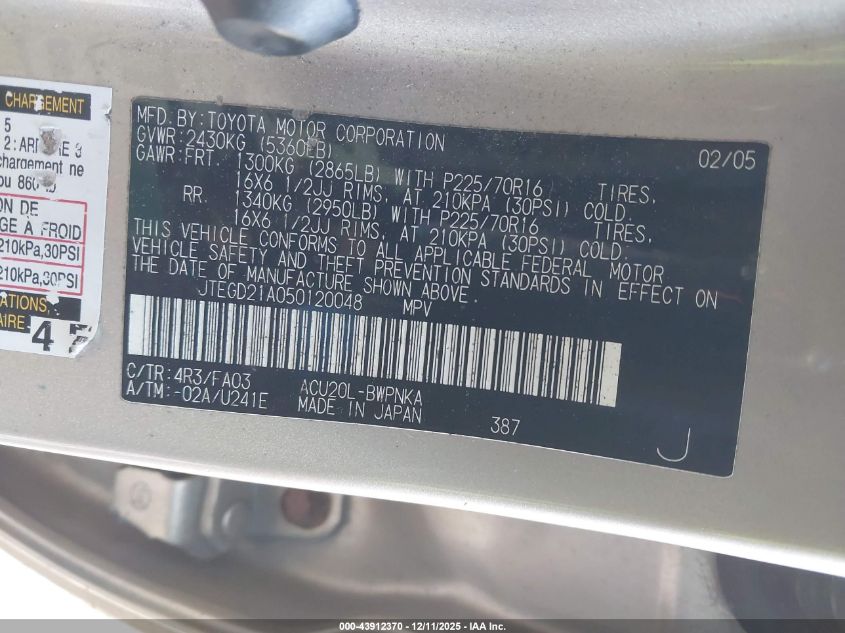 CHARGEMENT
5
chargement ne
ON DE
GE À FROID
210kPa,30PSI
210kPa,30PSI
ATIONS,
AIRE
4
MFD.BY:TOYOTA MOTOR CORPORATION 02/05
GVWR:2430KG (5360LB)
GAWR:FRT. 1300KG (2865LB) WITH P225/70R16 TIRES,
16X6 1/2JJ RIMS, AT 210KPA (30PSI) COLD.
RR. 1340KG (2950LB) WITH P225/70R16 TIRES,
16X6 1/2JJ RIMS, AT 210KPA (30PSI) COLD.
THIS VEHICLE CONFORMS TO ALL APPLICABLE FEDERAL MOTOR
VEHICLE SAFETY AND THEFT PREVENTION STANDARDS IN EFFECT ON
THE DATE OF MANUFACTURE SHOWN ABOVE.
JTEGD21A050120048 MPV
C/TR:4R3/FA03 ACU20L-BWPNKA
A/TM:-02A/U241E MADE IN JAPAN 387
J
000-43912370 - 12/11/2025 - IAA Inc.